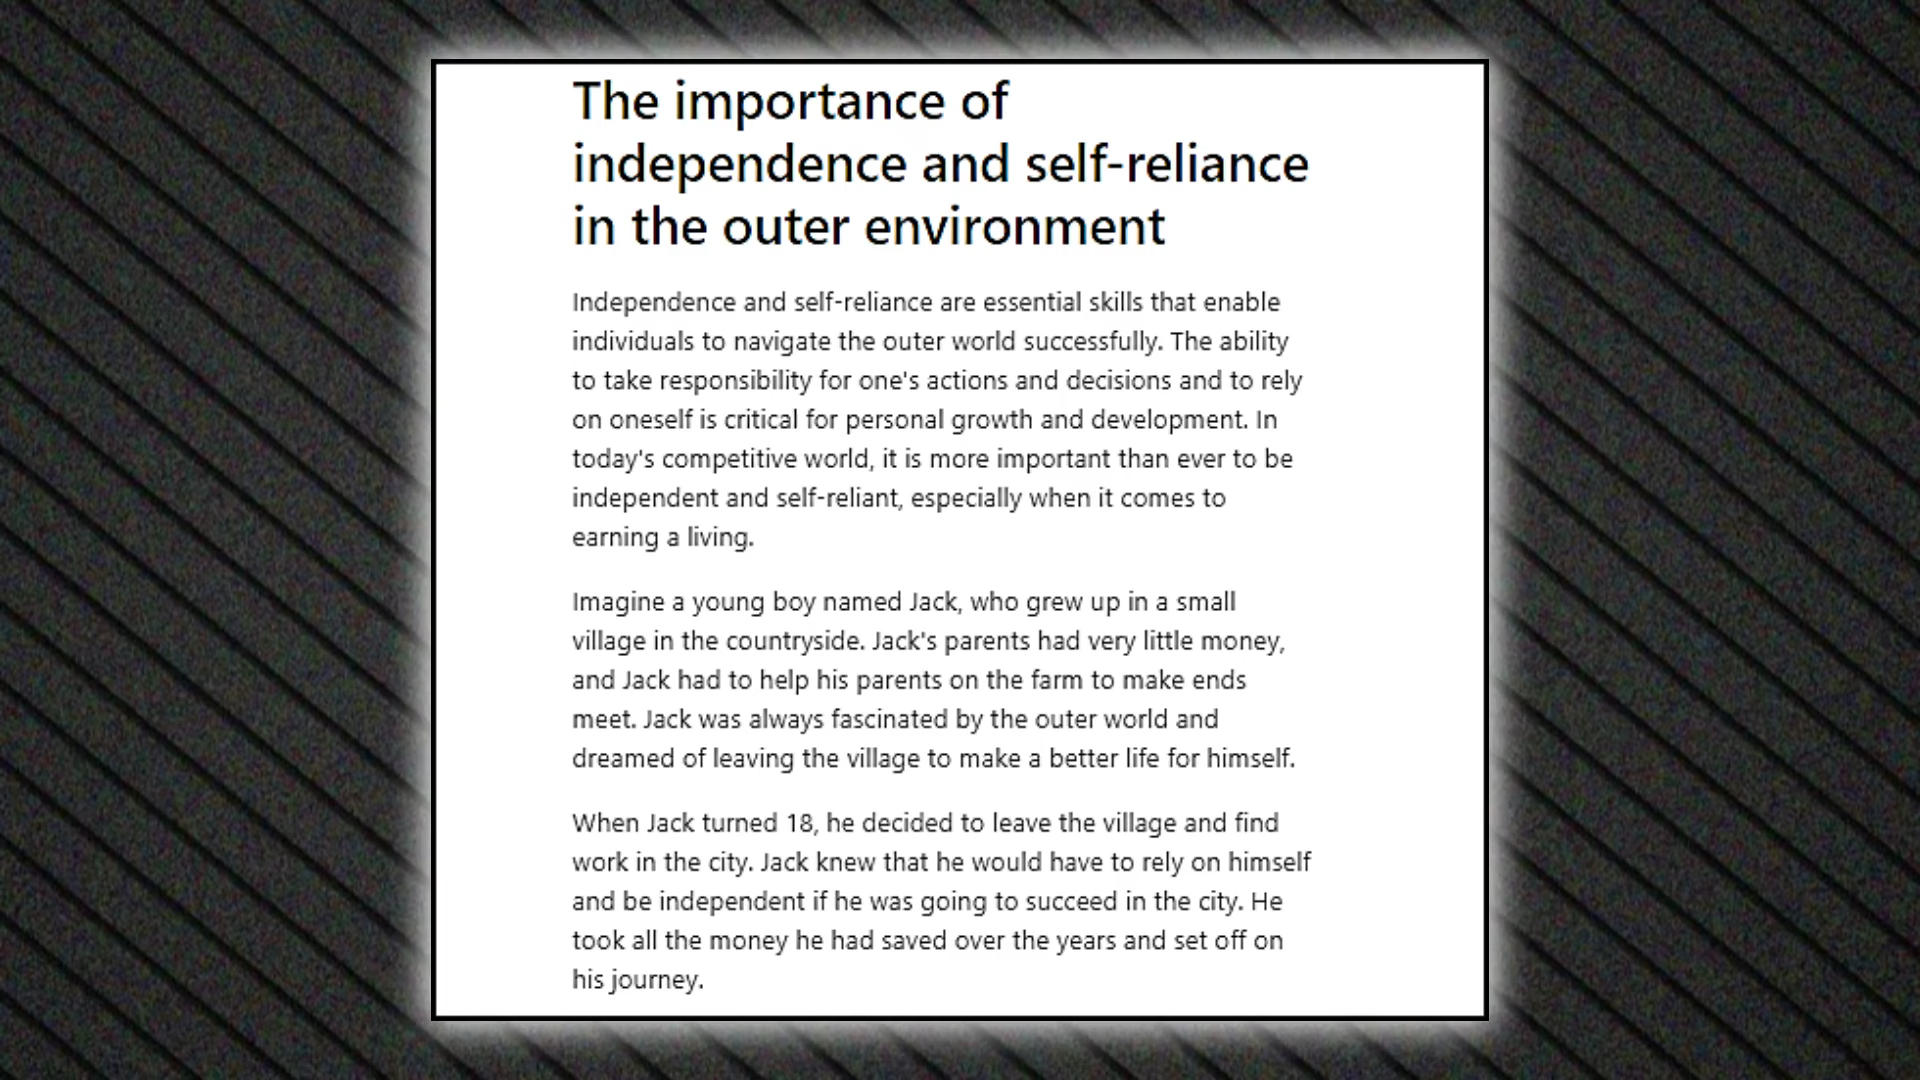 The importance of
independence and self-reliance
in the outer environment
Independence and self-reliance are essential skills that enable
individuals to navigate the outer world successfully. The ability
to take responsibility for one's actions and decisions and to rely
on oneself is critical for personal growth and development. In
today's competitive world, it is more important than ever to be
independent and self-reliant, especially when it comes to
earning a living.
Imagine a young boy named Jack, who grew up in a small
village in the countryside. Jack's parents had very little money,
and Jack had to help his parents on the farm to make ends
meet. Jack was always fascinated by the outer world and
dreamed of leaving the village to make a better life for himself.
When Jack turned 18, he decided to leave the village and find
work in the city. Jack knew that he would have to rely on himself
and be independent if he was going to succeed in the city. He
took all the money he had saved over the years and set off on
his journey.